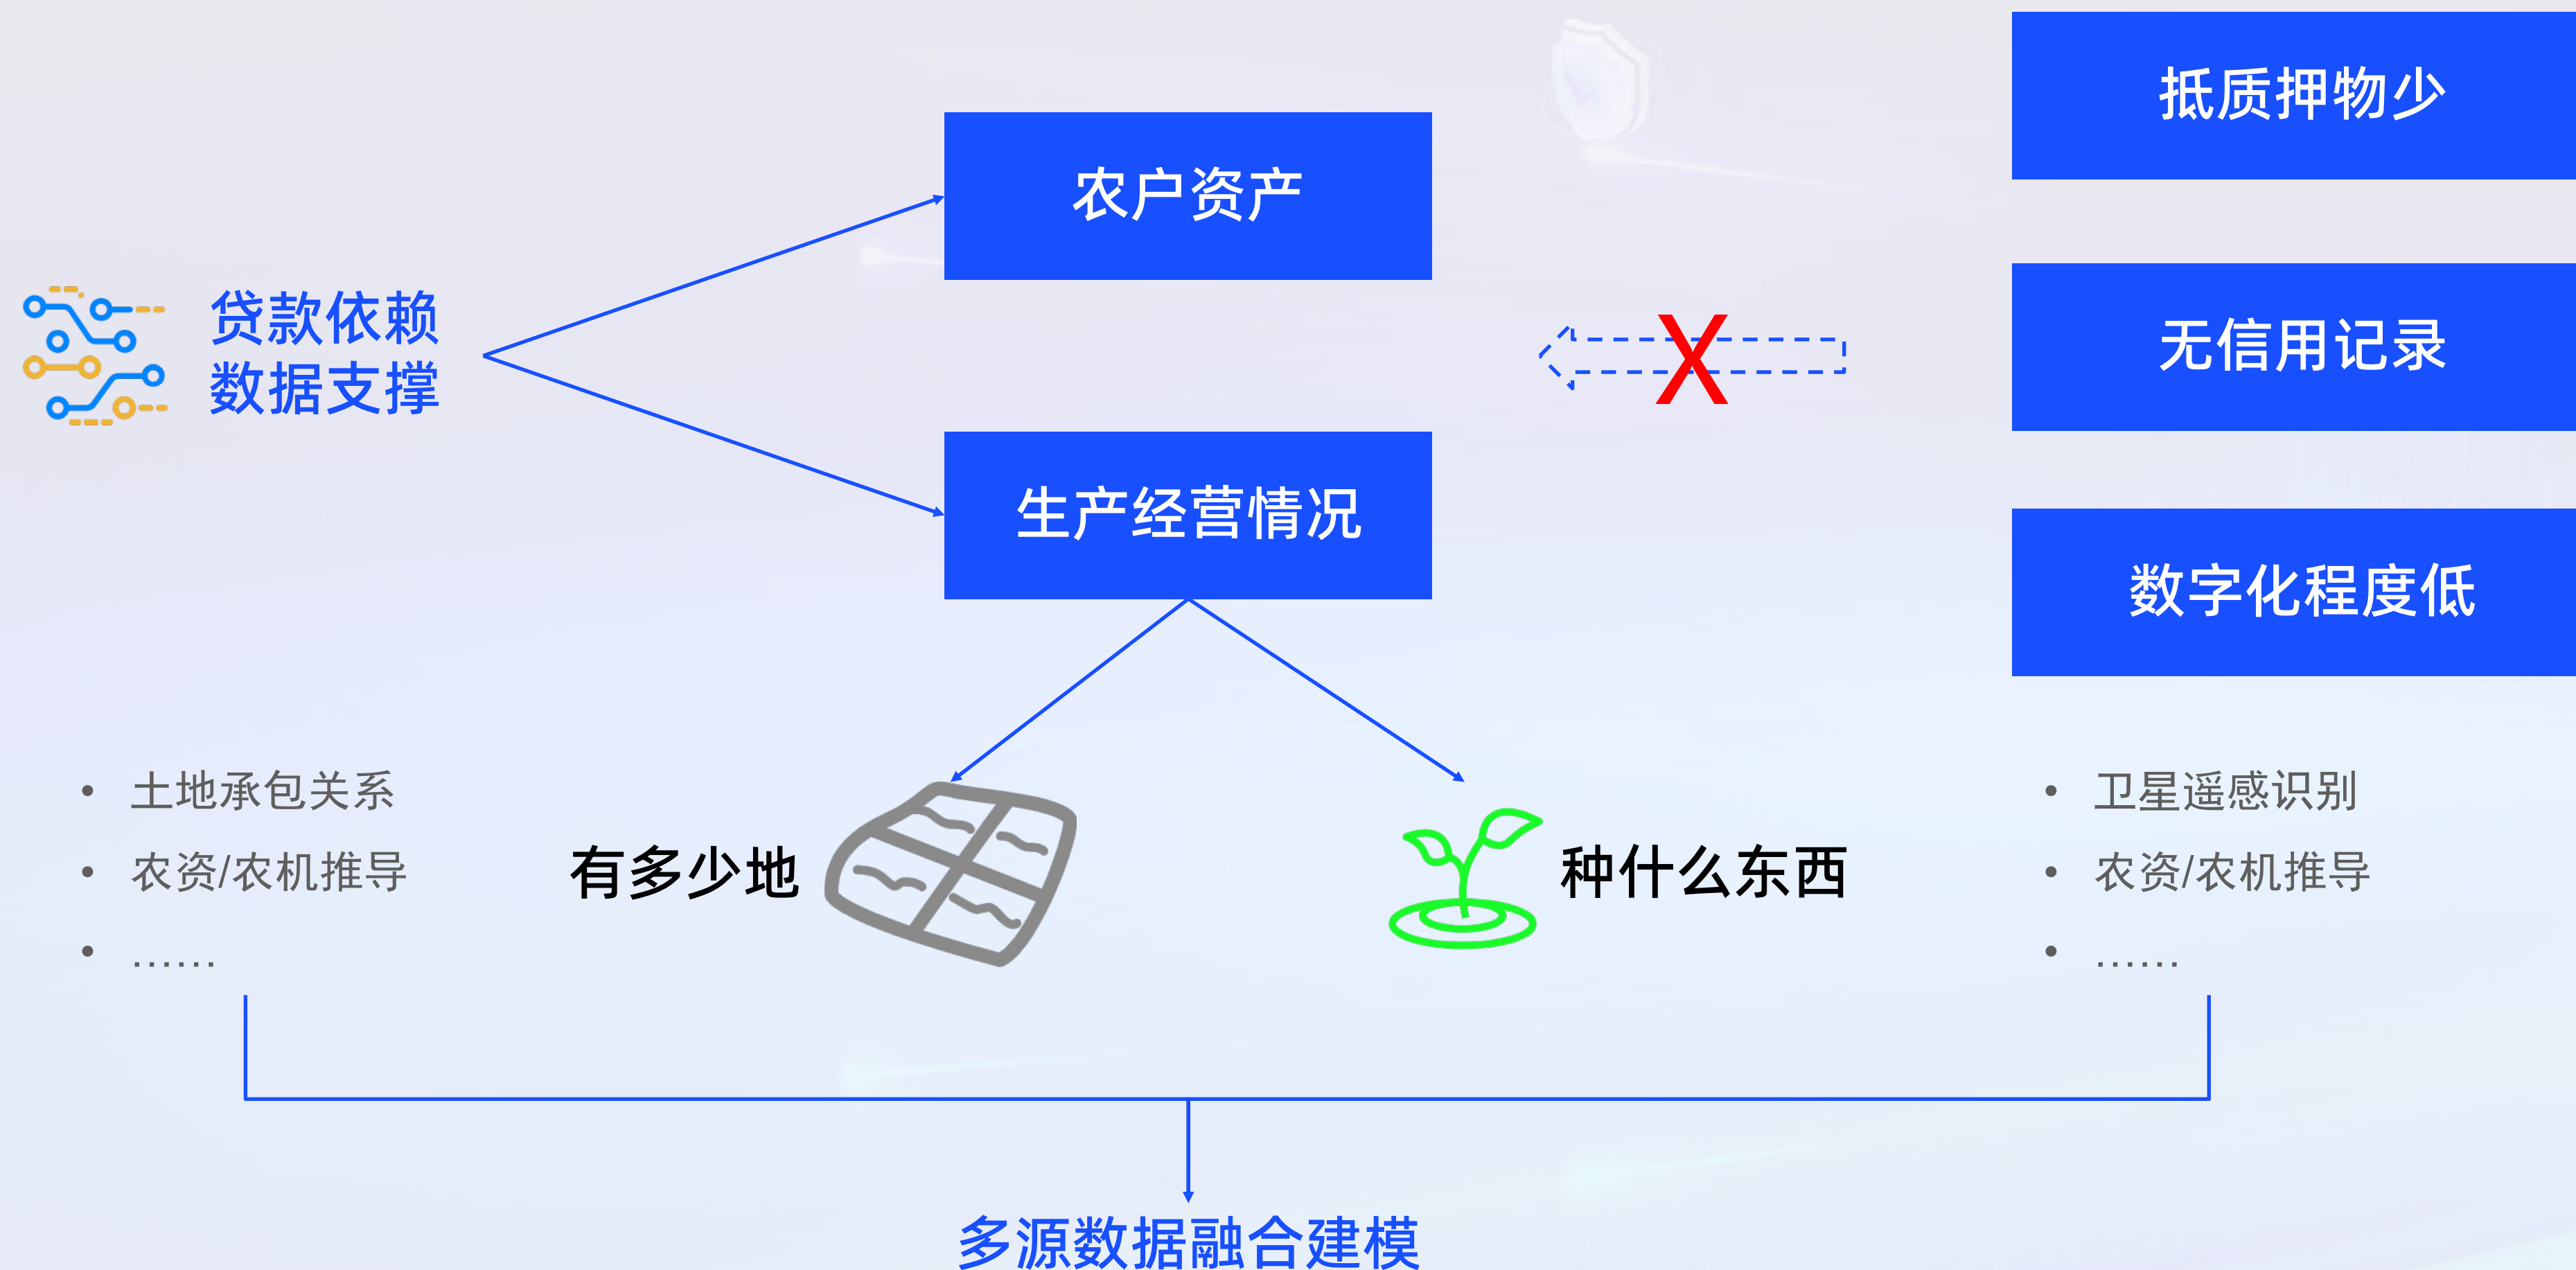 抵质押物少
农户资产
贷款依赖
数据支撑
X
无信用记录
生产经营情况
数字化程度低
• 土地承包关系
• 农资/农机推导
• ……
有多少地
种什么东西
• 卫星遥感识别
• 农资/农机推导
• ……
多源数据融合建模